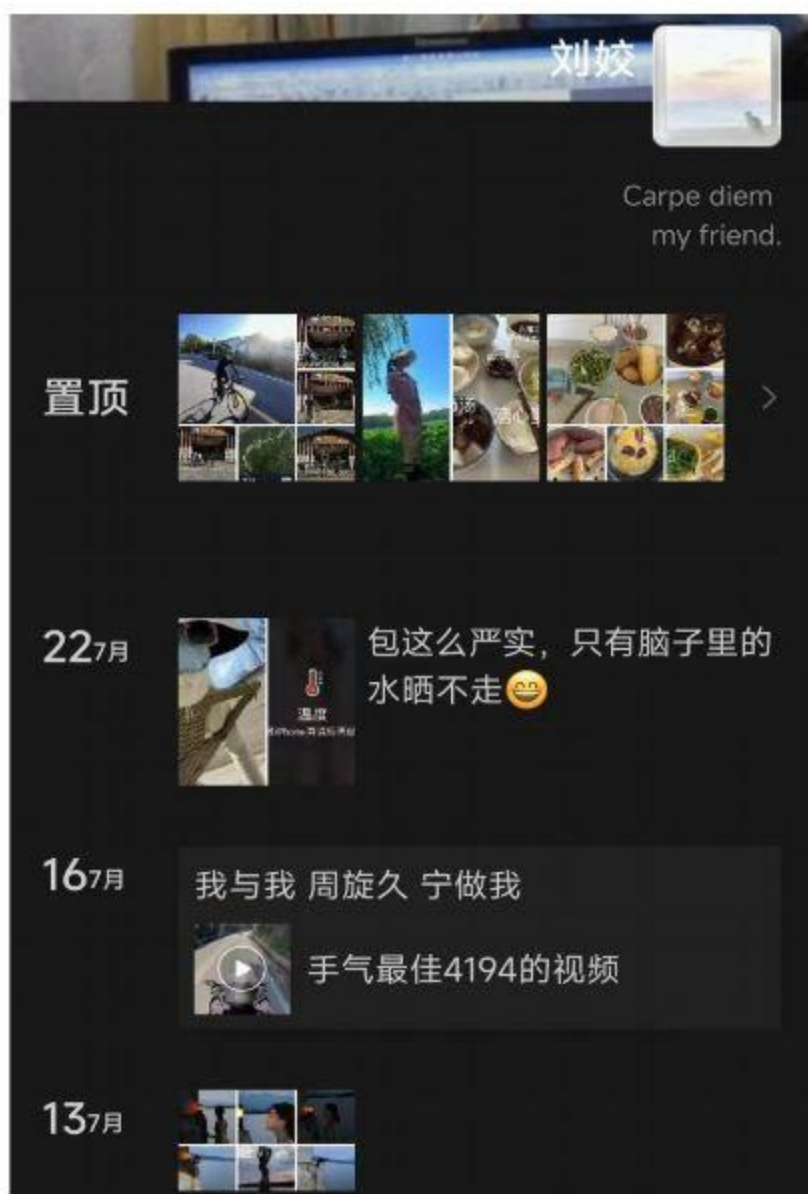 刘姣
Carpe diem
my friend.
置顶
22 7月
包这么严实，只有脑子里的
水晒不走😄
温度
16 7月
我与我 周旋久 宁做我
手气最佳4194的视频
13 7月